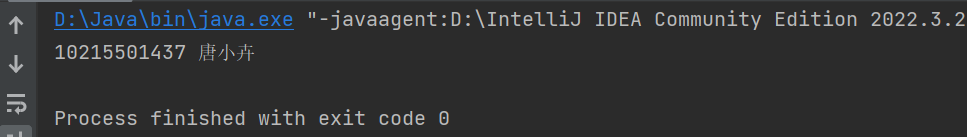 D:\Java\bin\java.exe "-javaagent:D:\IntelliJ IDEA Community Edition 2022.3.2
10215501437 唐小卉
Process finished with exit code 0